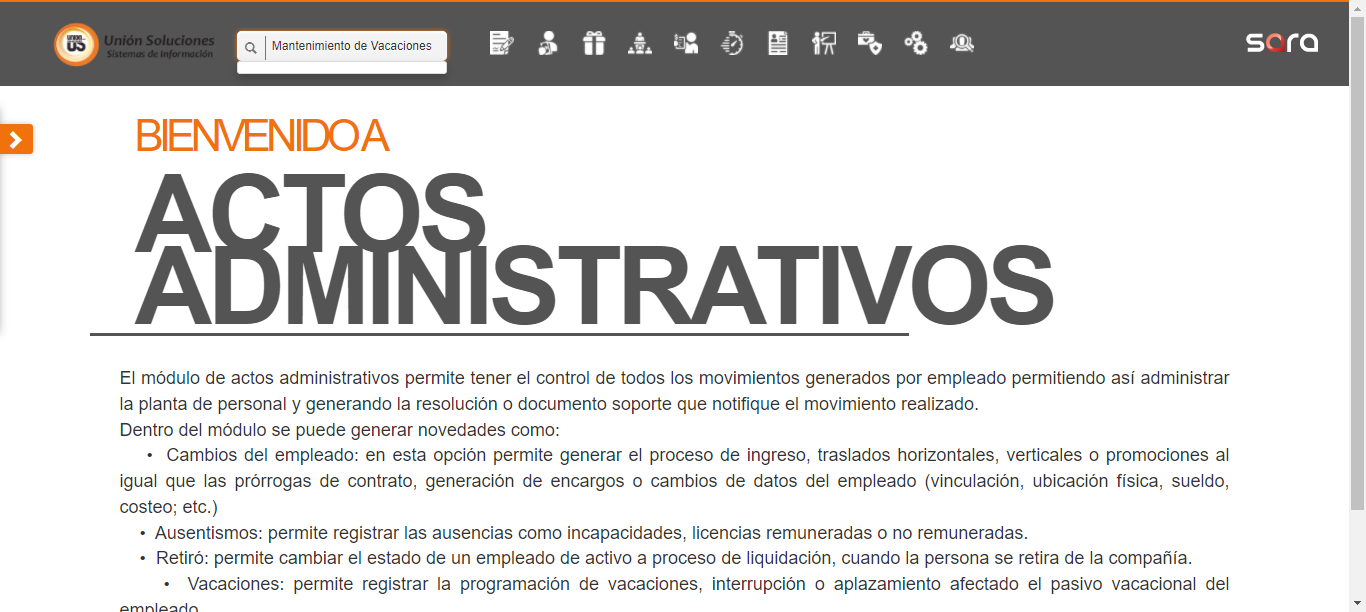 UNION
US
Unión Soluciones
Sistemas de Información
Mantenimiento de Vacaciones
sara
BIENVENIDO A
ACTOS
ADMINISTRATIVOS
El módulo de actos administrativos permite tener el control de todos los movimientos generados por empleado permitiendo así administrar
la planta de personal y generando la resolución o documento soporte que notifique el movimiento realizado.
Dentro del módulo se puede generar novedades como:
• Cambios del empleado: en esta opción permite generar el proceso de ingreso, traslados horizontales, verticales o promociones al
igual que las prórrogas de contrato, generación de encargos o cambios de datos del empleado (vinculación, ubicación física, sueldo,
costeo; etc.)
• Ausentismos: permite registrar las ausencias como incapacidades, licencias remuneradas o no remuneradas.
• Retiró: permite cambiar el estado de un empleado de activo a proceso de liquidación, cuando la persona se retira de la compañía.
• Vacaciones: permite registrar la programación de vacaciones, interrupción o aplazamiento afectado el pasivo vacacional del
empleado